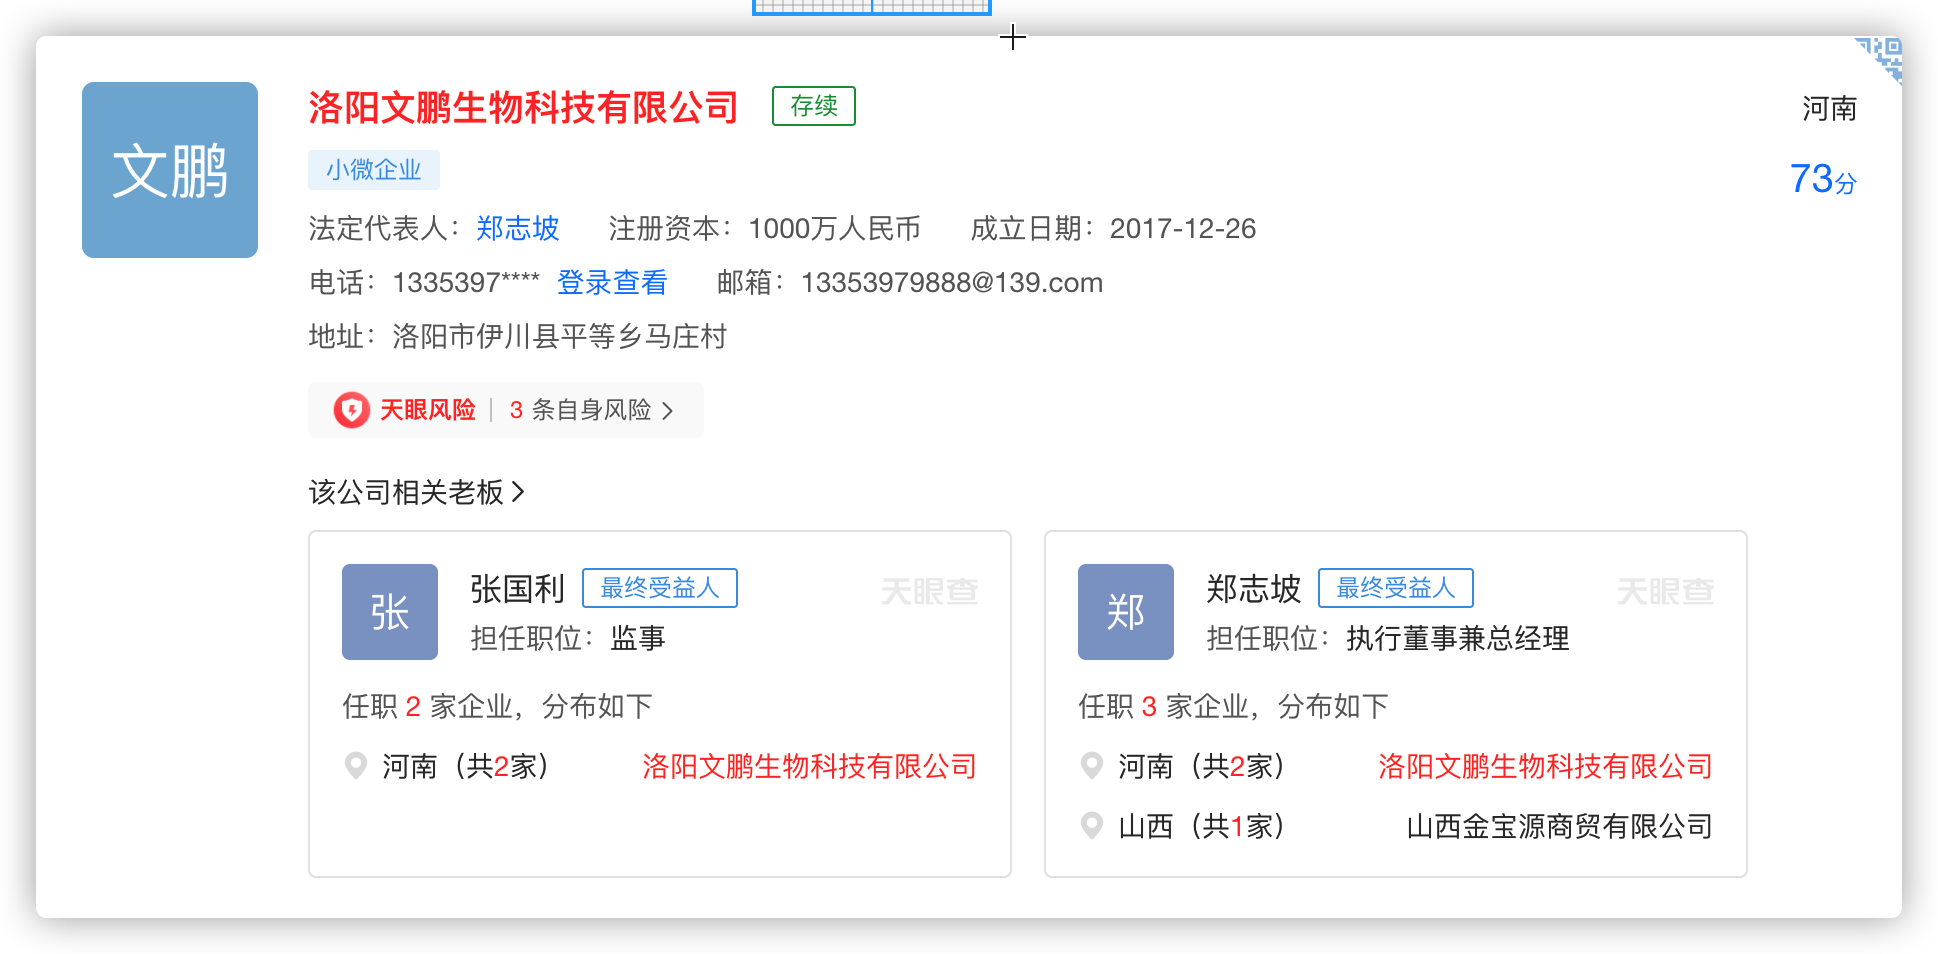 文鹏
洛阳文鹏生物科技有限公司 存续 河南
小微企业 73分
法定代表人：郑志坡 注册资本：1000万人民币 成立日期：2017-12-26
电话：1335397**** 登录查看 邮箱：13353979888@139.com
地址：洛阳市伊川县平等乡马庄村
天眼风险 3 条自身风险
该公司相关老板
张 张国利 最终受益人 天眼查
担任职位：监事
任职 2 家企业，分布如下
河南（共2家） 洛阳文鹏生物科技有限公司
郑 郑志坡 最终受益人 天眼查
担任职位：执行董事兼总经理
任职 3 家企业，分布如下
河南（共2家） 洛阳文鹏生物科技有限公司
山西（共1家） 山西金宝源商贸有限公司